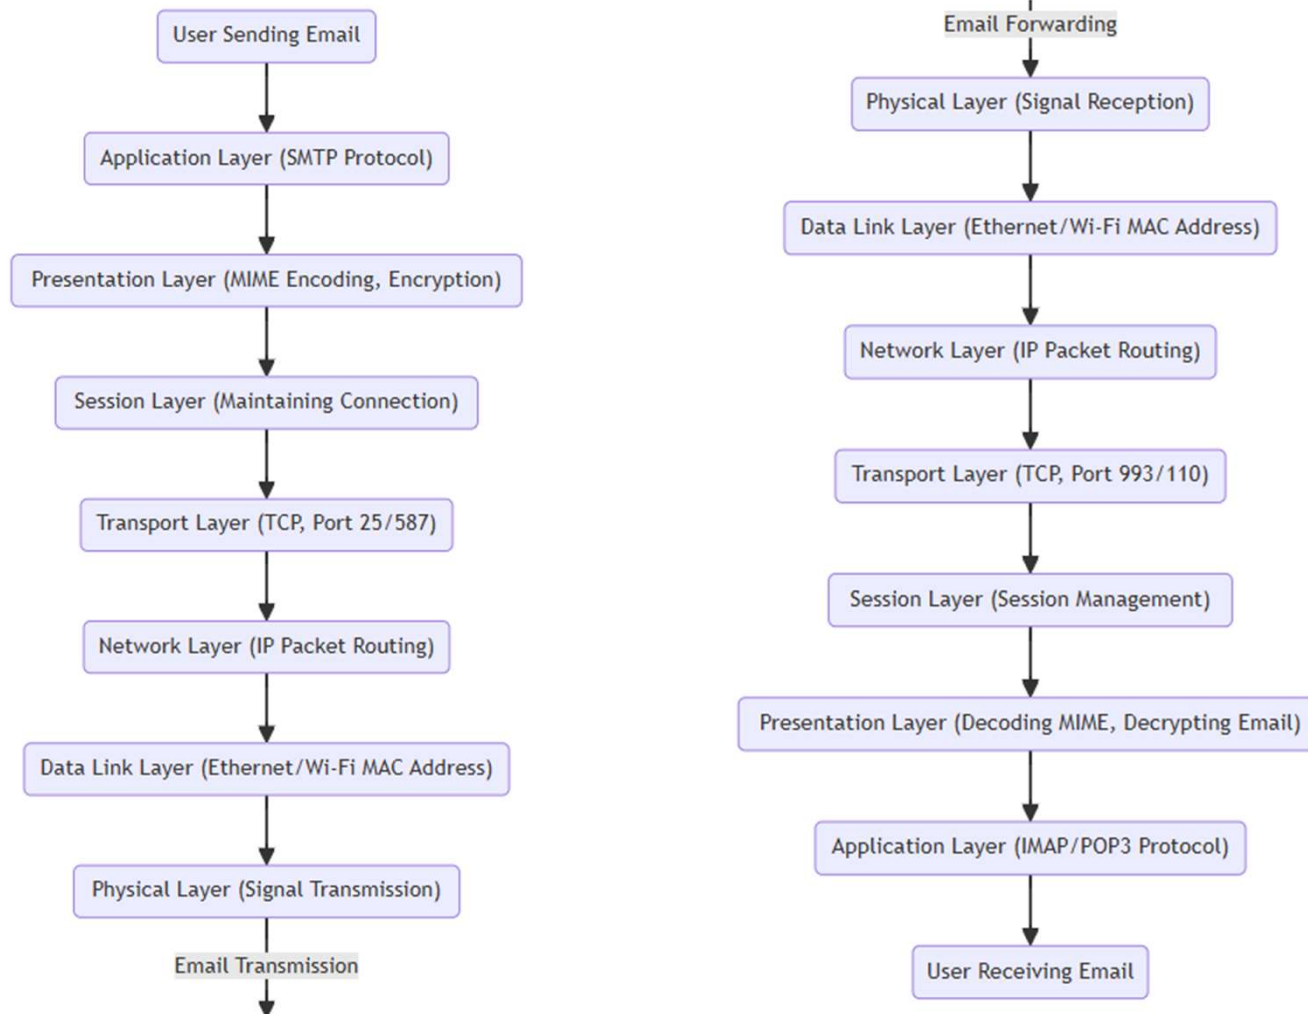 User Sending Email
Application Layer (SMTP Protocol)
Presentation Layer (MIME Encoding, Encryption)
Session Layer (Maintaining Connection)
Transport Layer (TCP, Port 25/587)
Network Layer (IP Packet Routing)
Data Link Layer (Ethernet/Wi-Fi MAC Address)
Physical Layer (Signal Transmission)
Email Transmission
Email Forwarding
Physical Layer (Signal Reception)
Data Link Layer (Ethernet/Wi-Fi MAC Address)
Network Layer (IP Packet Routing)
Transport Layer (TCP, Port 993/110)
Session Layer (Session Management)
Presentation Layer (Decoding MIME, Decrypting Email)
Application Layer (IMAP/POP3 Protocol)
User Receiving Email